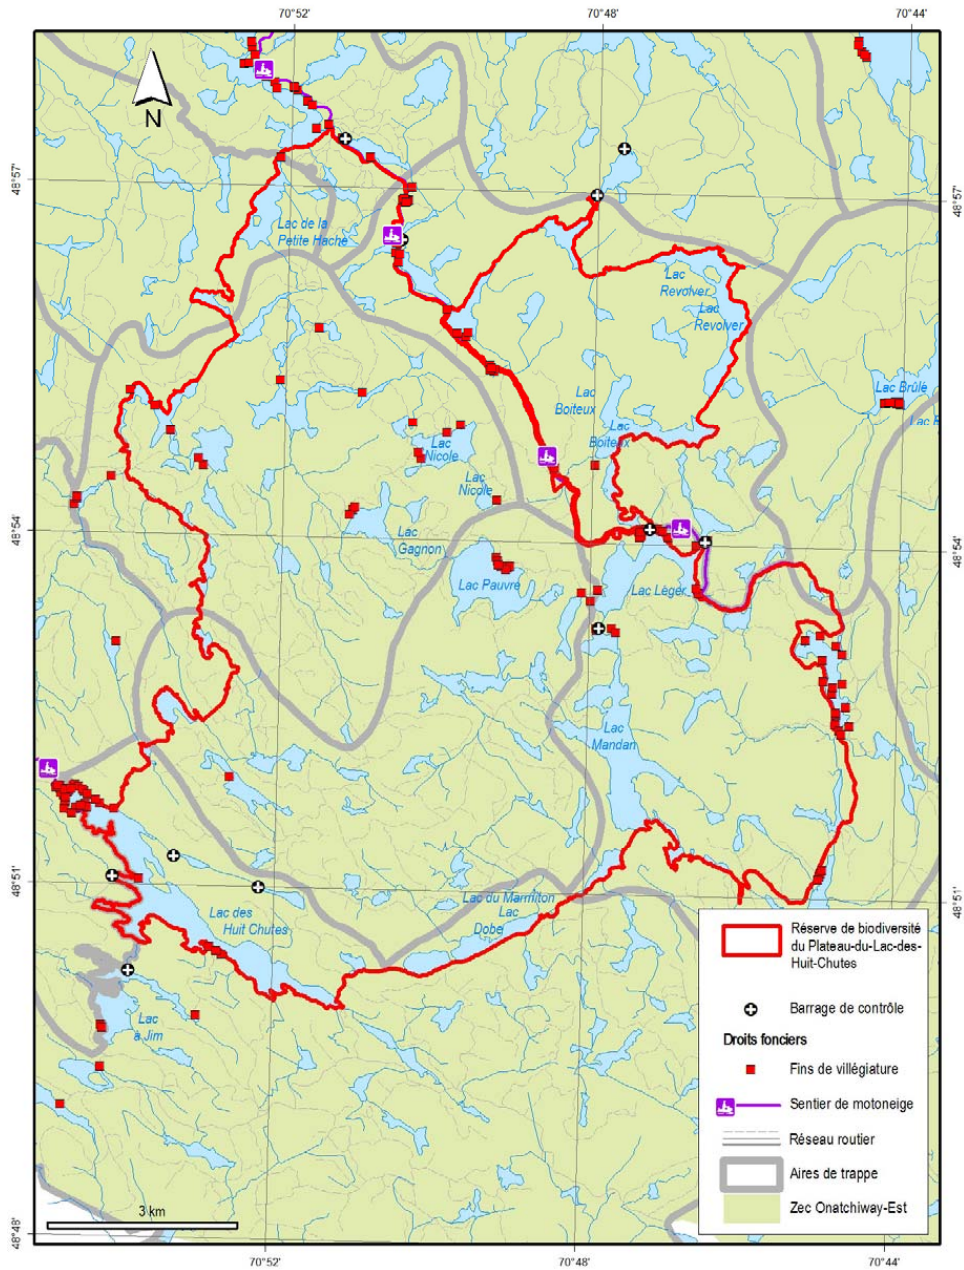 70°52'
70°48'
70°44'
N
48°57'
48°57'
Lac de la
Petite Hache
Lac
Revolver
Lac
Revolver
Lac
Boiteux
Lac
Boiteux
Lac Brûlé
Lac
Nicole
Lac
Nicole
Lac
Gagnon
48°54'
48°54'
Lac Pauvre
Lac Léger
Lac
Mandan
48°51'
48°51'
Lac des
Huit Chutes
Lac du Marmiton
Lac
Dobe
Lac
à Jim
Réserve de biodiversité
du Plateau-du-Lac-des-
Huit-Chutes
Barrage de contrôle
Droits fonciers
Fins de villégiature
Sentier de motoneige
Réseau routier
Aires de trappe
Zec Onatchiway-Est
3 km
48°48'
70°52'
70°48'
70°44'